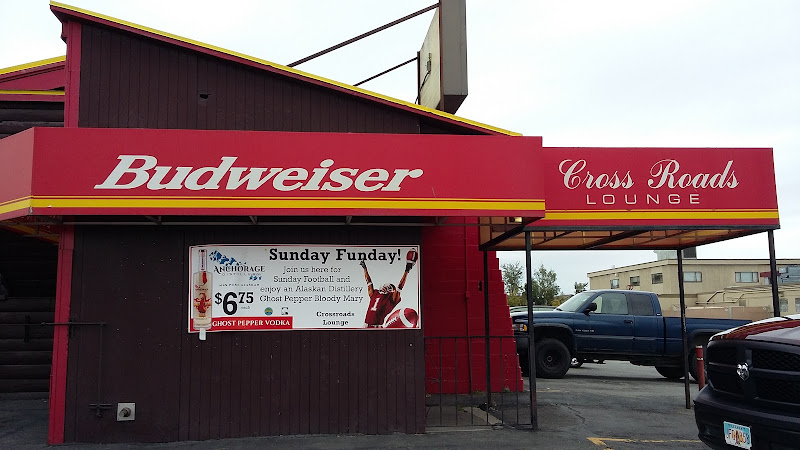 Budweiser
Cross Roads
LOUNGE
Sunday Funday!
ANCHORAGE
Join us here for
Sunday Football and
enjoy an Alaskan Distillery
Ghost Pepper Bloody Mary
$6.75
GHOST PEPPER VODKA
Crossroads
Lounge